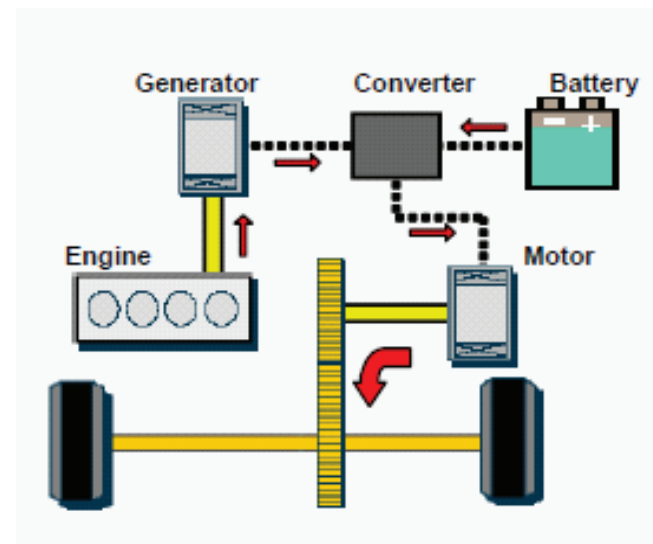 Generator
Converter
Battery
− +
Engine
Motor